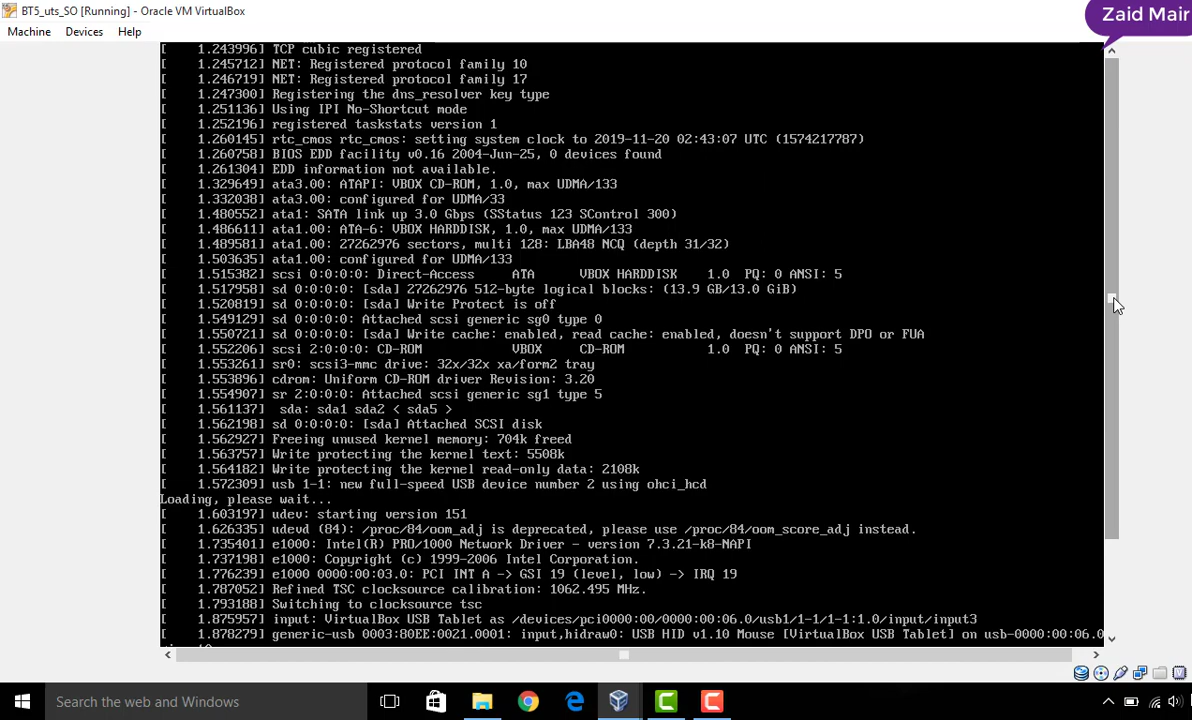 BT5_uts_SO [Running] - Oracle VM VirtualBox
Zaid Mair
Machine Devices Help
[ 1.243996] TCP cubic registered
[ 1.245712] NET: Registered protocol family 10
[ 1.246719] NET: Registered protocol family 17
[ 1.247300] Registering the dns_resolver key type
[ 1.251136] Using IPI No-Shortcut mode
[ 1.252196] registered taskstats version 1
[ 1.260145] rtc_cmos rtc_cmos: setting system clock to 2019-11-20 02:43:07 UTC (1574217787)
[ 1.260758] BIOS EDD facility v0.16 2004-Jun-25, 0 devices found
[ 1.261304] EDD information not available.
[ 1.329649] ata3.00: ATAPI: VBOX CD-ROM, 1.0, max UDMA/133
[ 1.332038] ata3.00: configured for UDMA/33
[ 1.480552] ata1: SATA link up 3.0 Gbps (SStatus 123 SControl 300)
[ 1.486611] ata1.00: ATA-6: VBOX HARDDISK, 1.0, max UDMA/133
[ 1.489581] ata1.00: 27262976 sectors, multi 128: LBA48 NCQ (depth 31/32)
[ 1.503635] ata1.00: configured for UDMA/133
[ 1.515382] scsi 0:0:0:0: Direct-Access ATA VBOX HARDDISK 1.0 PQ: 0 ANSI: 5
[ 1.517958] sd 0:0:0:0: [sda] 27262976 512-byte logical blocks: (13.9 GB/13.0 GiB)
[ 1.520819] sd 0:0:0:0: [sda] Write Protect is off
[ 1.549129] sd 0:0:0:0: Attached scsi generic sg0 type 0
[ 1.550721] sd 0:0:0:0: [sda] Write cache: enabled, read cache: enabled, doesn't support DPO or FUA
[ 1.552206] scsi 2:0:0:0: CD-ROM VBOX CD-ROM 1.0 PQ: 0 ANSI: 5
[ 1.553261] sr0: scsi3-mmc drive: 32x/32x xa/form2 tray
[ 1.553896] cdrom: Uniform CD-ROM driver Revision: 3.20
[ 1.554907] sr 2:0:0:0: Attached scsi generic sg1 type 5
[ 1.561137] sda: sda1 sda2 < sda5 >
[ 1.562198] sd 0:0:0:0: [sda] Attached SCSI disk
[ 1.562927] Freeing unused kernel memory: 704k freed
[ 1.563757] Write protecting the kernel text: 5508k
[ 1.564182] Write protecting the kernel read-only data: 2108k
[ 1.572309] usb 1-1: new full-speed USB device number 2 using ohci_hcd
Loading, please wait...
[ 1.603197] udev: starting version 151
[ 1.626335] udevd (84): /proc/84/oom_adj is deprecated, please use /proc/84/oom_score_adj instead.
[ 1.735401] e1000: Intel(R) PRO/1000 Network Driver - version 7.3.21-k8-NAPI
[ 1.737198] e1000: Copyright (c) 1999-2006 Intel Corporation.
[ 1.776239] e1000 0000:00:03.0: PCI INT A -> GSI 19 (level, low) -> IRQ 19
[ 1.787052] Refined TSC clocksource calibration: 1062.495 MHz.
[ 1.793188] Switching to clocksource tsc
[ 1.875957] input: VirtualBox USB Tablet as /devices/pci0000:00/0000:00:06.0/usb1/1-1/1-1:1.0/input/input3
[ 1.878279] generic-usb 0003:80EE:0021.0001: input,hidraw0: USB HID v1.10 Mouse [VirtualBox USB Tablet] on usb-0000:00:06.0
Search the web and Windows